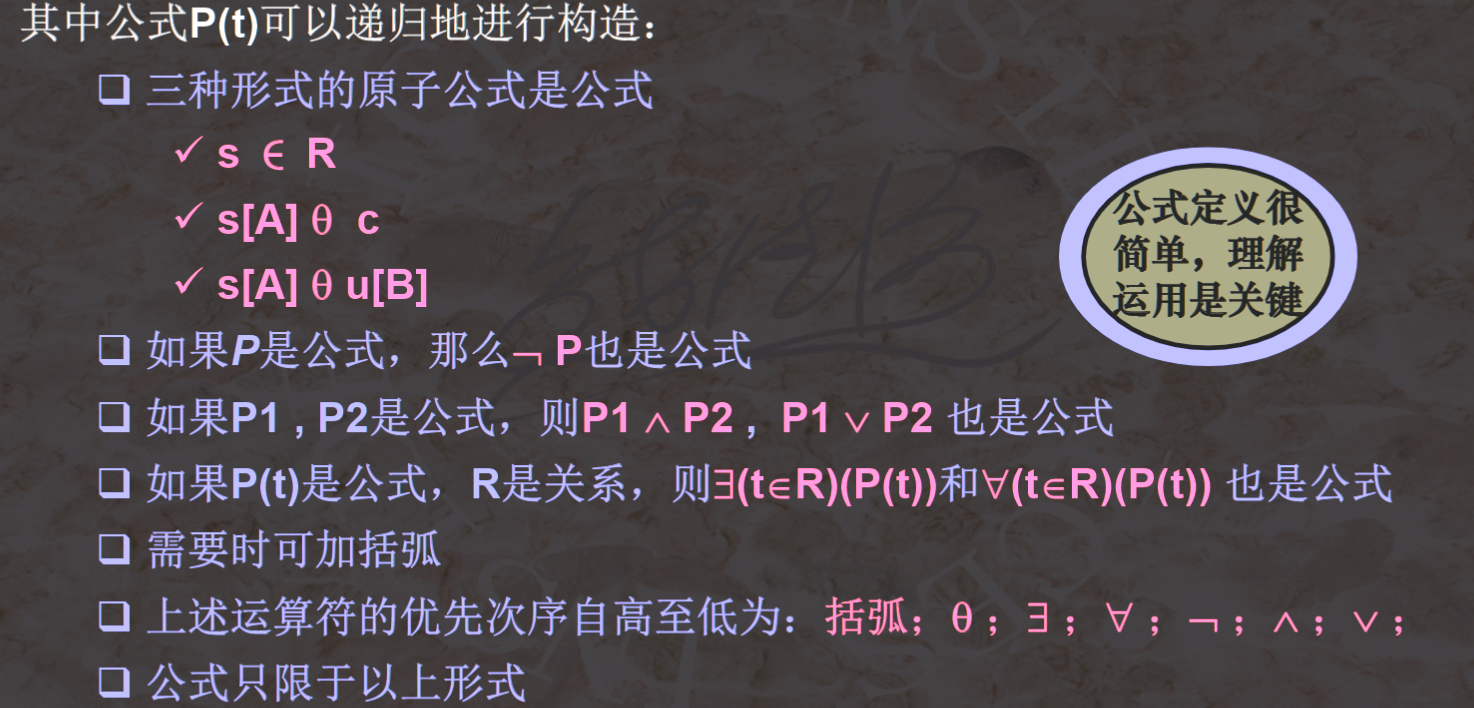 其中公式P(t)可以递归地进行构造：
❑ 三种形式的原子公式是公式
✓ s ∈ R
✓ s[A] θ c
✓ s[A] θ u[B]
❑ 如果P是公式，那么¬ P也是公式
❑ 如果P1 , P2是公式，则P1 ∧ P2 , P1 ∨ P2 也是公式
❑ 如果P(t)是公式，R是关系，则∃(t∈R)(P(t))和∀(t∈R)(P(t)) 也是公式
❑ 需要时可加括弧
❑ 上述运算符的优先次序自高至低为：括弧；θ；∃；∀；¬；∧；∨；
❑ 公式只限于以上形式
公式定义很
简单，理解
运用是关键